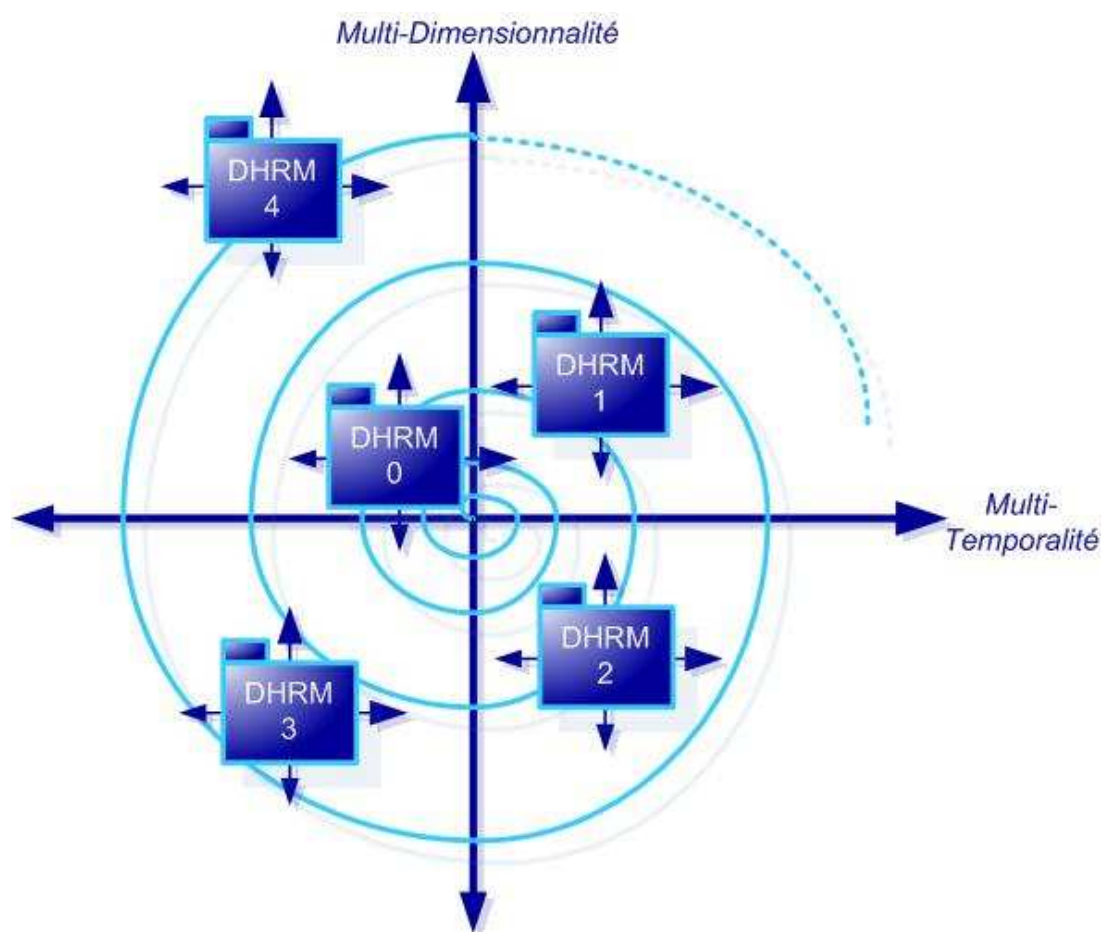 Multi-Dimensionnalité
DHRM
4
DHRM
1
DHRM
0
Multi-
Temporalité
DHRM
2
DHRM
3